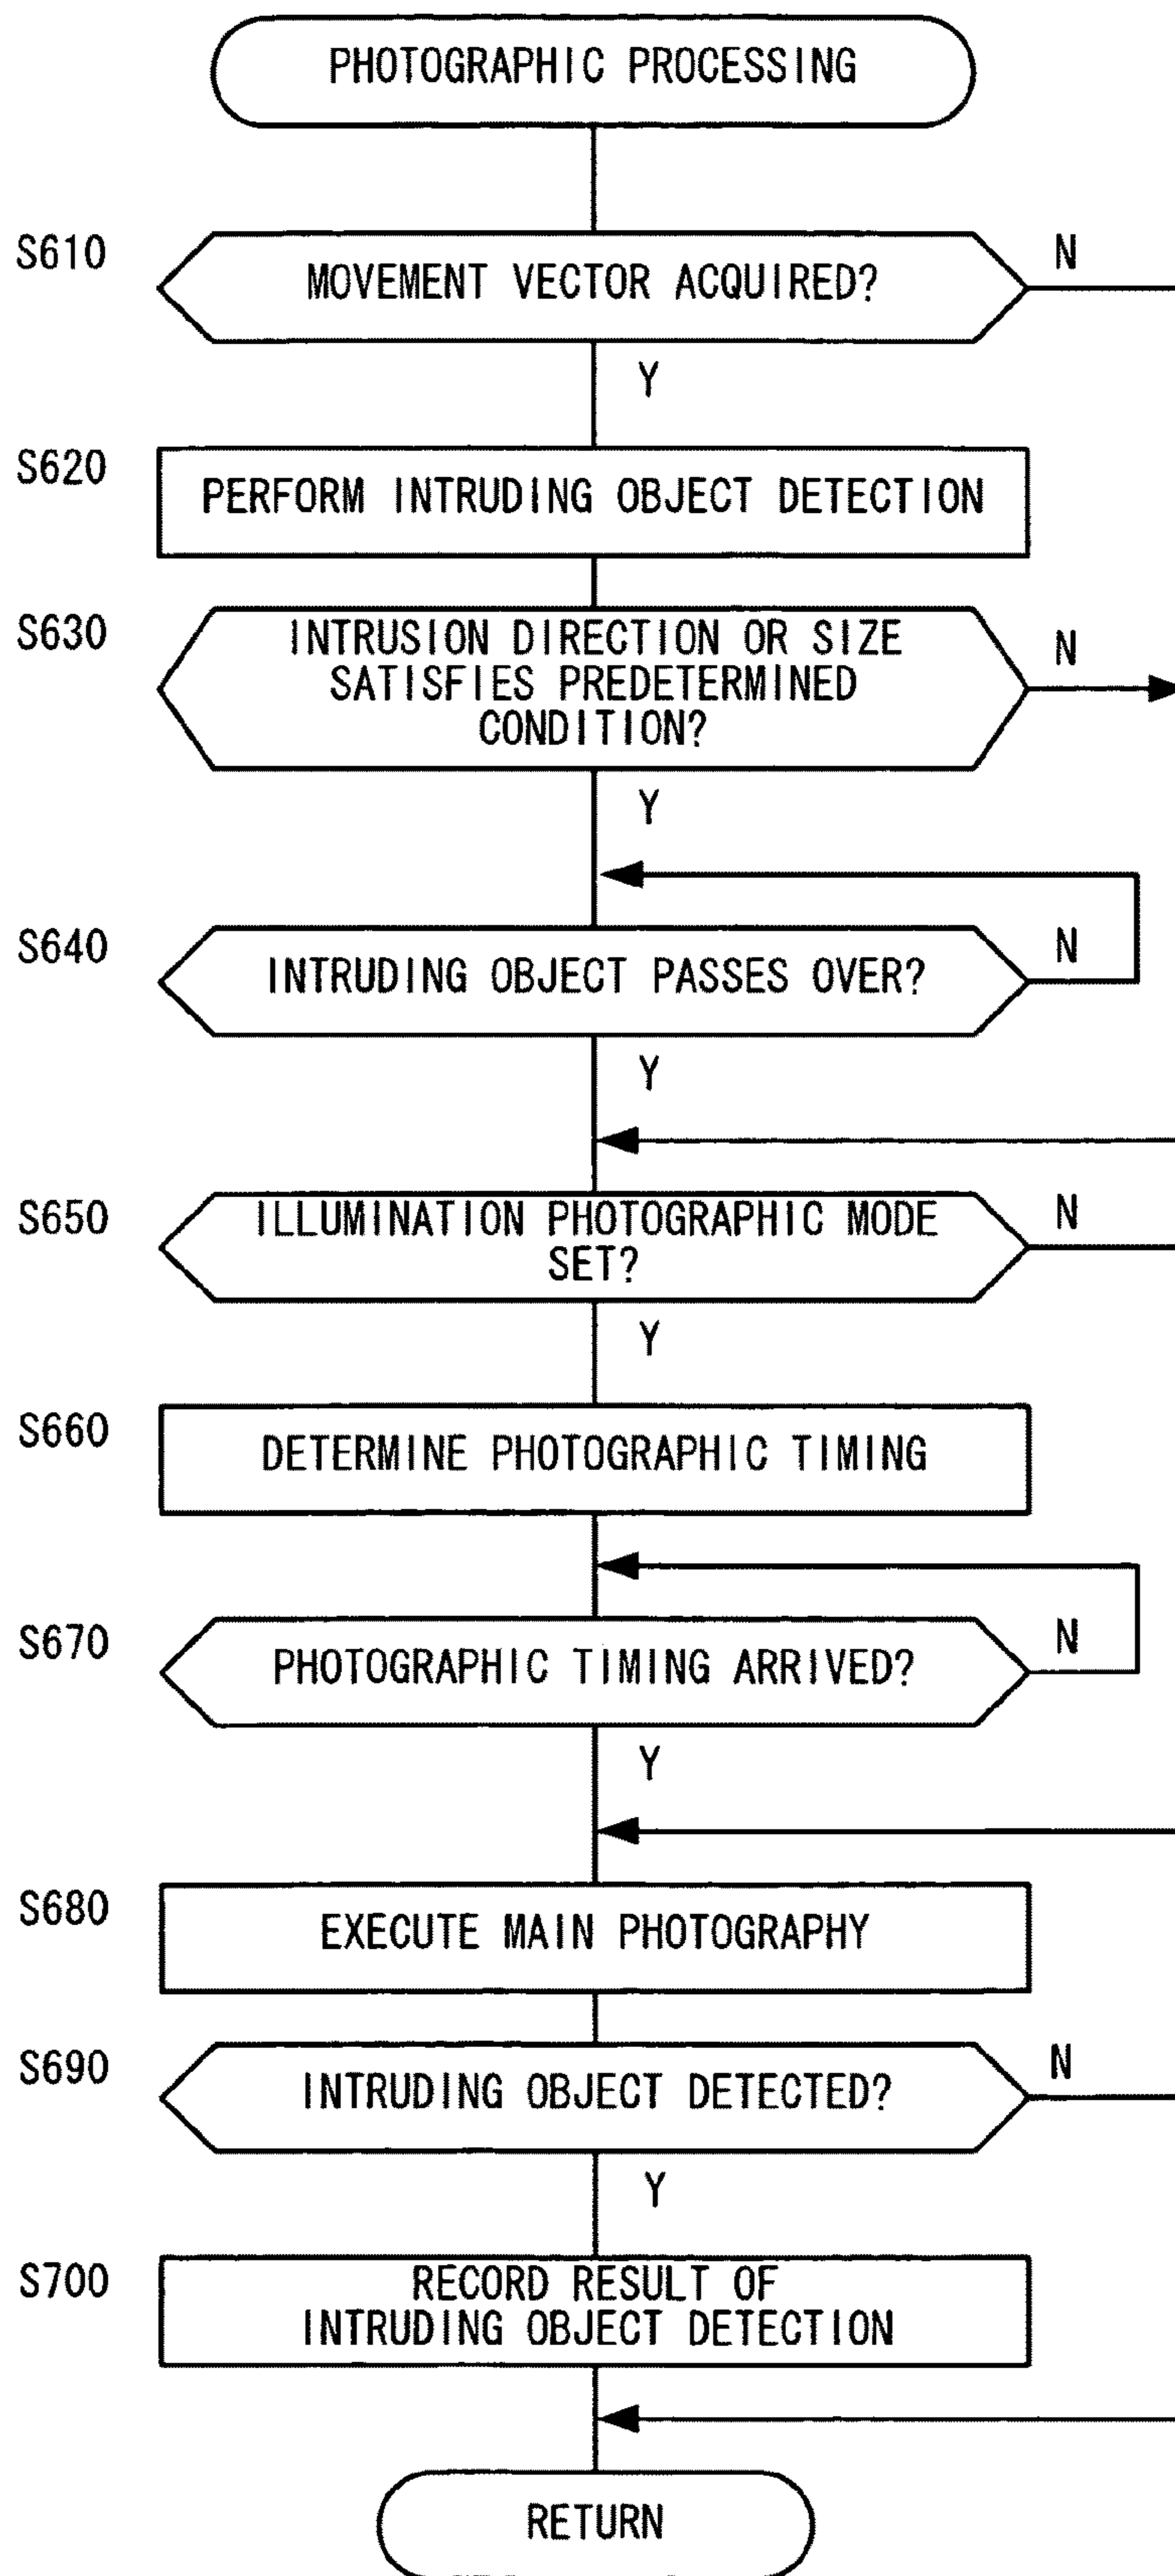 PHOTOGRAPHIC PROCESSING
S610
MOVEMENT VECTOR ACQUIRED?
N
Y
S620
PERFORM INTRUDING OBJECT DETECTION
S630
INTRUSION DIRECTION OR SIZE
SATISFIES PREDETERMINED
CONDITION?
N
Y
S640
INTRUDING OBJECT PASSES OVER?
N
Y
S650
ILLUMINATION PHOTOGRAPHIC MODE
SET?
N
Y
S660
DETERMINE PHOTOGRAPHIC TIMING
S670
PHOTOGRAPHIC TIMING ARRIVED?
N
Y
S680
EXECUTE MAIN PHOTOGRAPHY
S690
INTRUDING OBJECT DETECTED?
N
Y
S700
RECORD RESULT OF
INTRUDING OBJECT DETECTION
RETURN